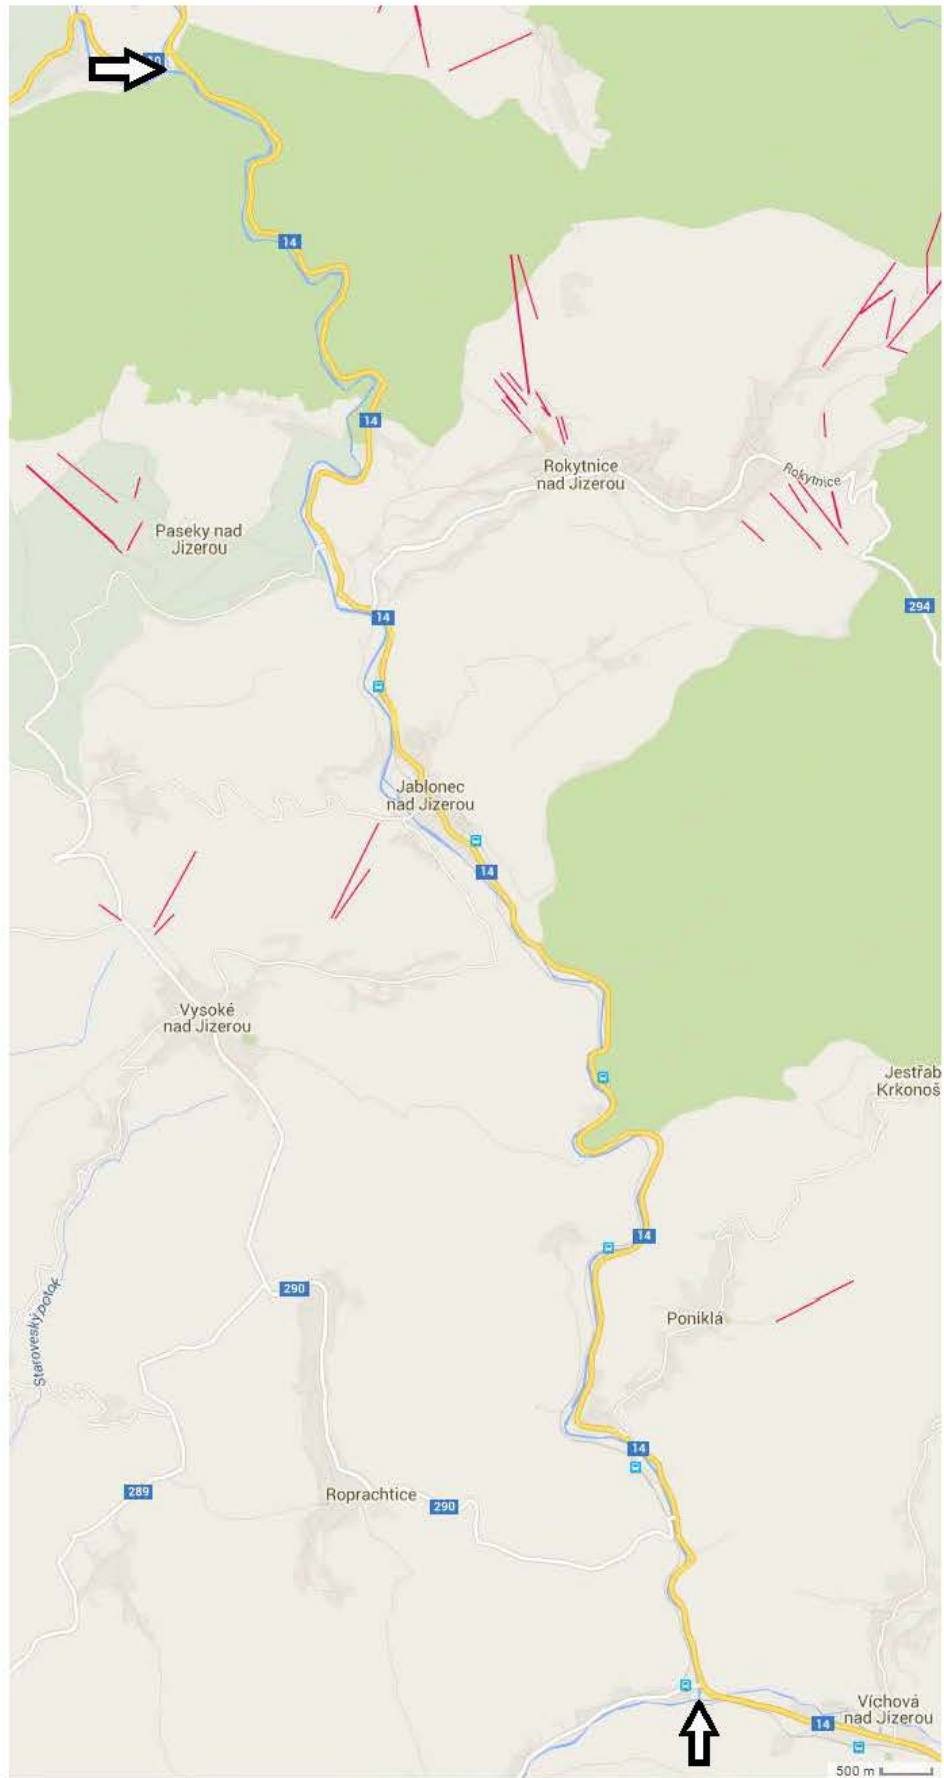 10
14
14
Rokytnice
nad Jizerou
Rokytnice
Paseky nad
Jizerou
294
14
Jablonec
nad Jizerou
14
Vysoké
nad Jizerou
Jestřab
Krkonoš
14
290
Poniklá
Staroveský potok
14
289
Roprachtice
290
Víchová
nad Jizerou
14
500 m